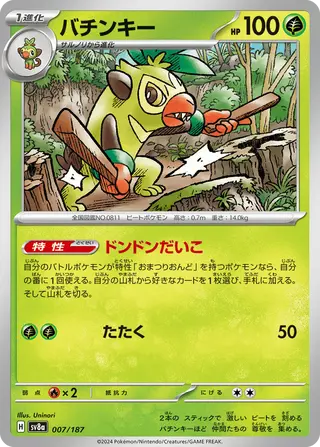 1進化
バチンキー
HP 100
サルノリから進化
全国図鑑NO.0811 ビートポケモン 高さ:0.7m 重さ:14.0kg
特性 とくせい ドンドンだいこ
自分のバトルポケモンが特性「おまつりおんど」を持つポケモンなら、自分
の番に1回使える。自分の山札から好きなカードを1枚選び、手札に加える。
そして山札を切る。
たたく 50
弱点 ×2 抵抗力 にげる
Illus. Uninori
H sv8a 007/187
2本の スティックで 激しい ビートを 刻める
バチンキーほど 仲間たちの 尊敬を 集める。
©2024 Pokémon/Nintendo/Creatures/GAME FREAK.